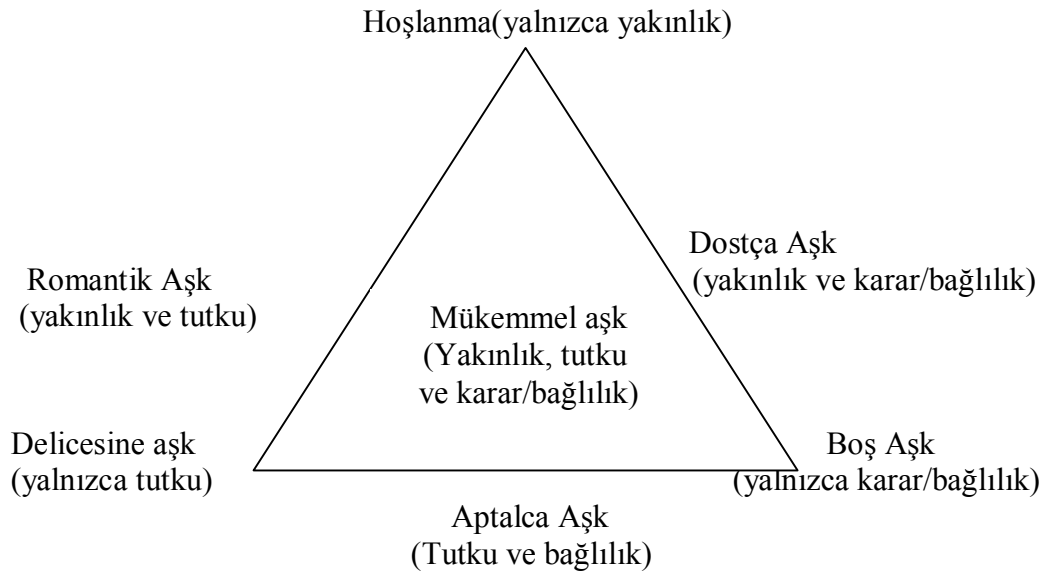 Hoşlanma(yalnızca yakınlık)
Dostça Aşk
(yakınlık ve karar/bağlılık)
Romantik Aşk
(yakınlık ve tutku)
Mükemmel aşk
(Yakınlık, tutku
ve karar/bağlılık)
Delicesine aşk
(yalnızca tutku)
Boş Aşk
(yalnızca karar/bağlılık)
Aptalca Aşk
(Tutku ve bağlılık)